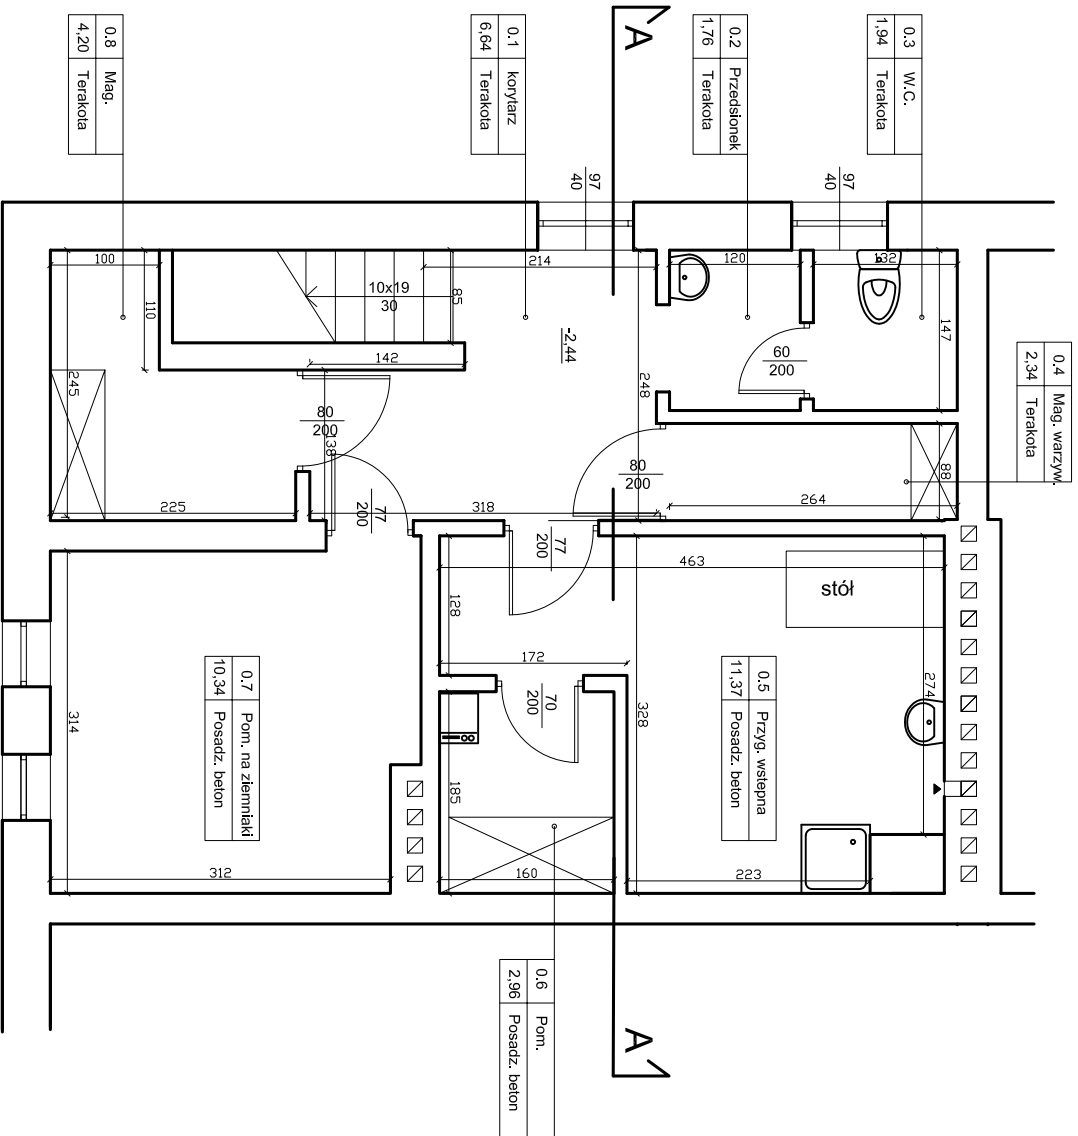 0.8 Mag.
4,20 Terakota
0.1 korytarz
6,64 Terakota
A
0.2 Przedsionek
1,76 Terakota
0.3 W.C.
1,94 Terakota
0.4 Mag. warzyw.
2,34 Terakota
97
40
97
40
100
110
10x19
30
85
214
-2,44
120
132
147
142
248
60
200
245
80
200
138
80
200
88
225
77
200
318
264
77
200
463
stół
128
172
274
314
0.7 Pom. na ziemniaki
10,34 Posadz. beton
70
200
328
0.5 Przyg. wstepna
11,37 Posadz. beton
185
312
160
223
0.6 Pom.
2,96 Posadz. beton
A